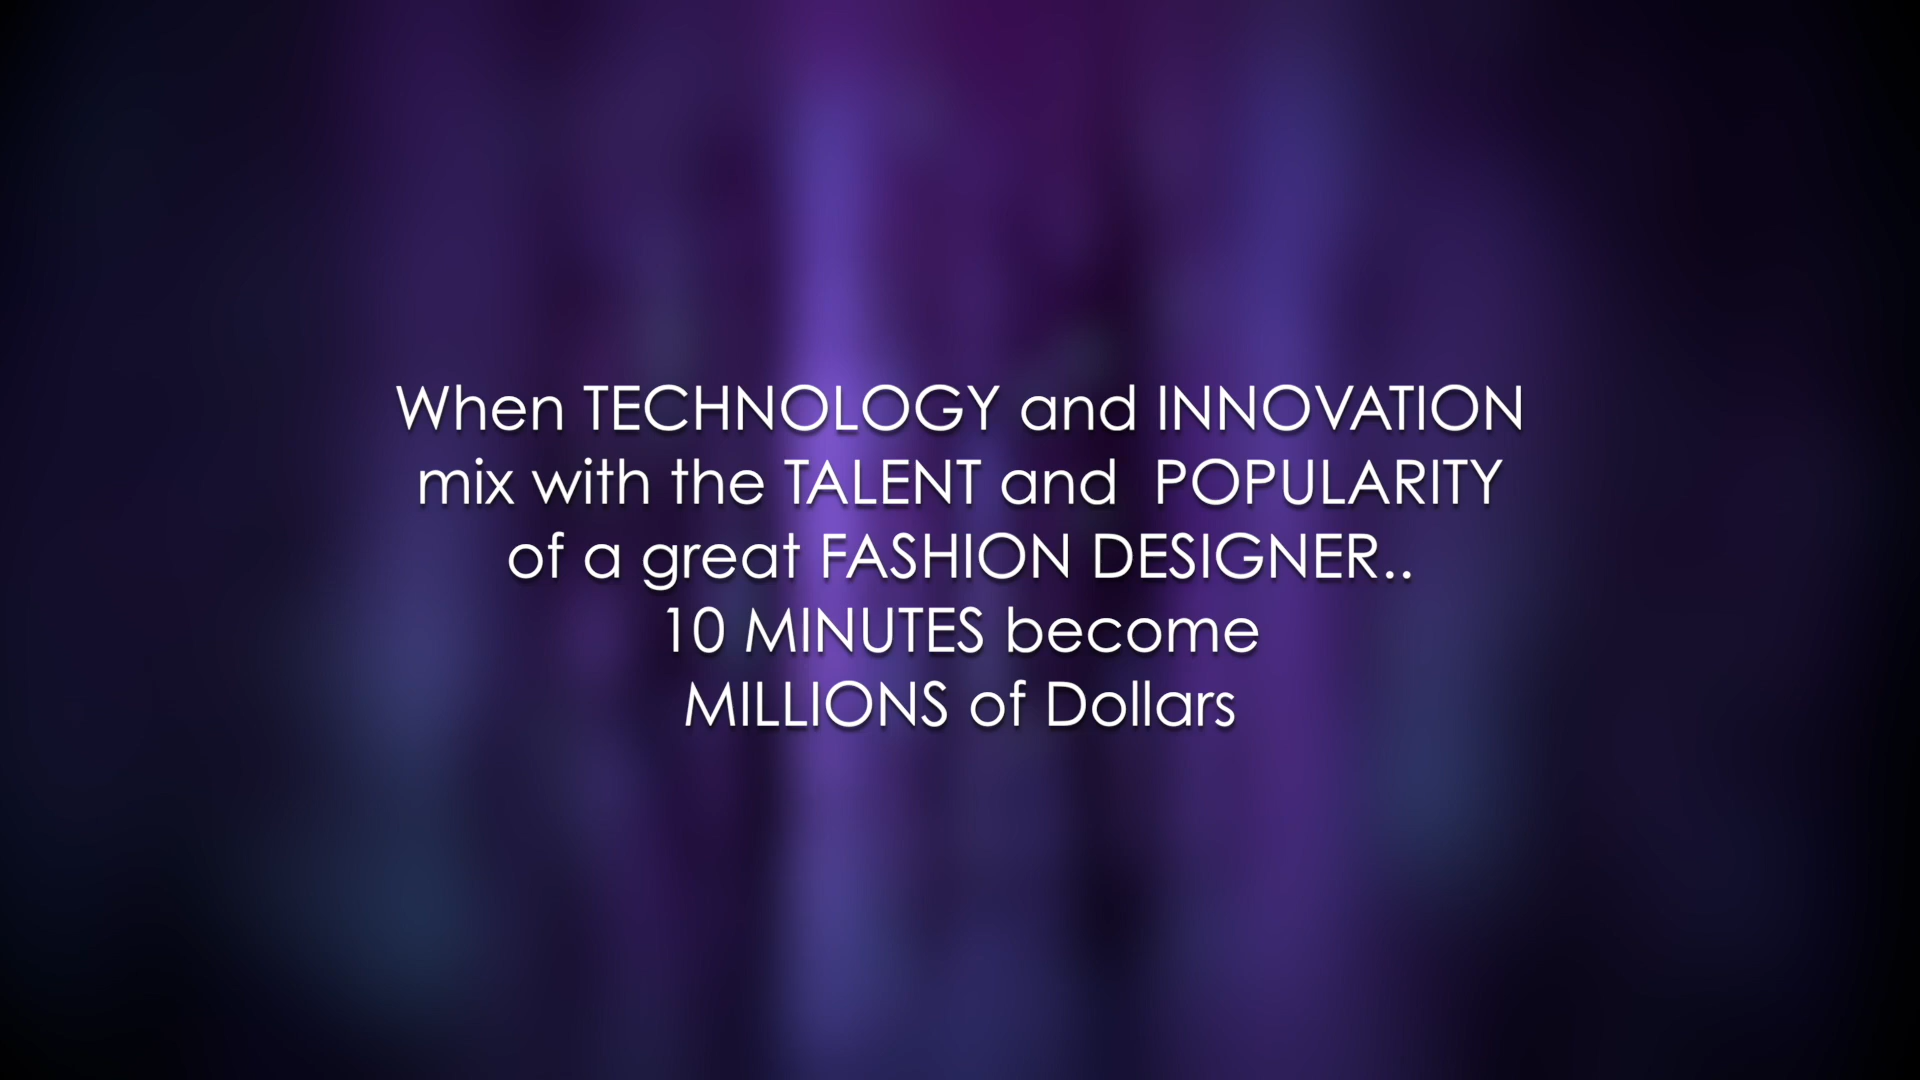 When TECHNOLOGY and INNOVATION
mix with the TALENT and  POPULARITY
of a great FASHION DESIGNER..
10 MINUTES become
MILLIONS of Dollars